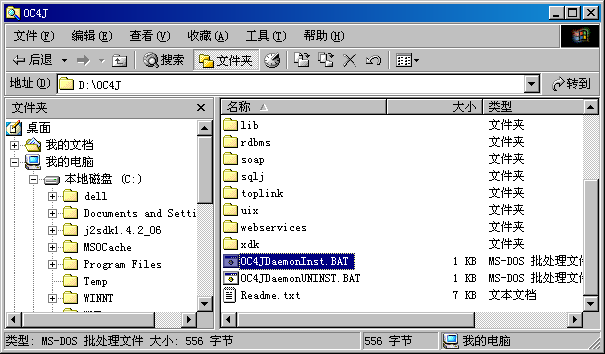 OC4J
文件(F) 编辑(E) 查看(V) 收藏(A) 工具(T) 帮助(H)
后退 搜索 文件夹
地址(D) D:\OC4J 转到
文件夹
桌面
我的文档
我的电脑
本地磁盘 (C:)
dell
Documents and Setti
j2sdk1.4.2_06
MSOCache
Program Files
Temp
WINNT
名称 大小 类型
lib 文件夹
rdbms 文件夹
soap 文件夹
sqlj 文件夹
toplink 文件夹
uix 文件夹
webservices 文件夹
xdk 文件夹
OC4JDaemonInst.BAT 1 KB MS-DOS 批处理文件
OC4JDaemonUNINST.BAT 1 KB MS-DOS 批处理文件
Readme.txt 7 KB 文本文档
类型: MS-DOS 批处理文件 大小: 556 字节 556 字节 我的电脑